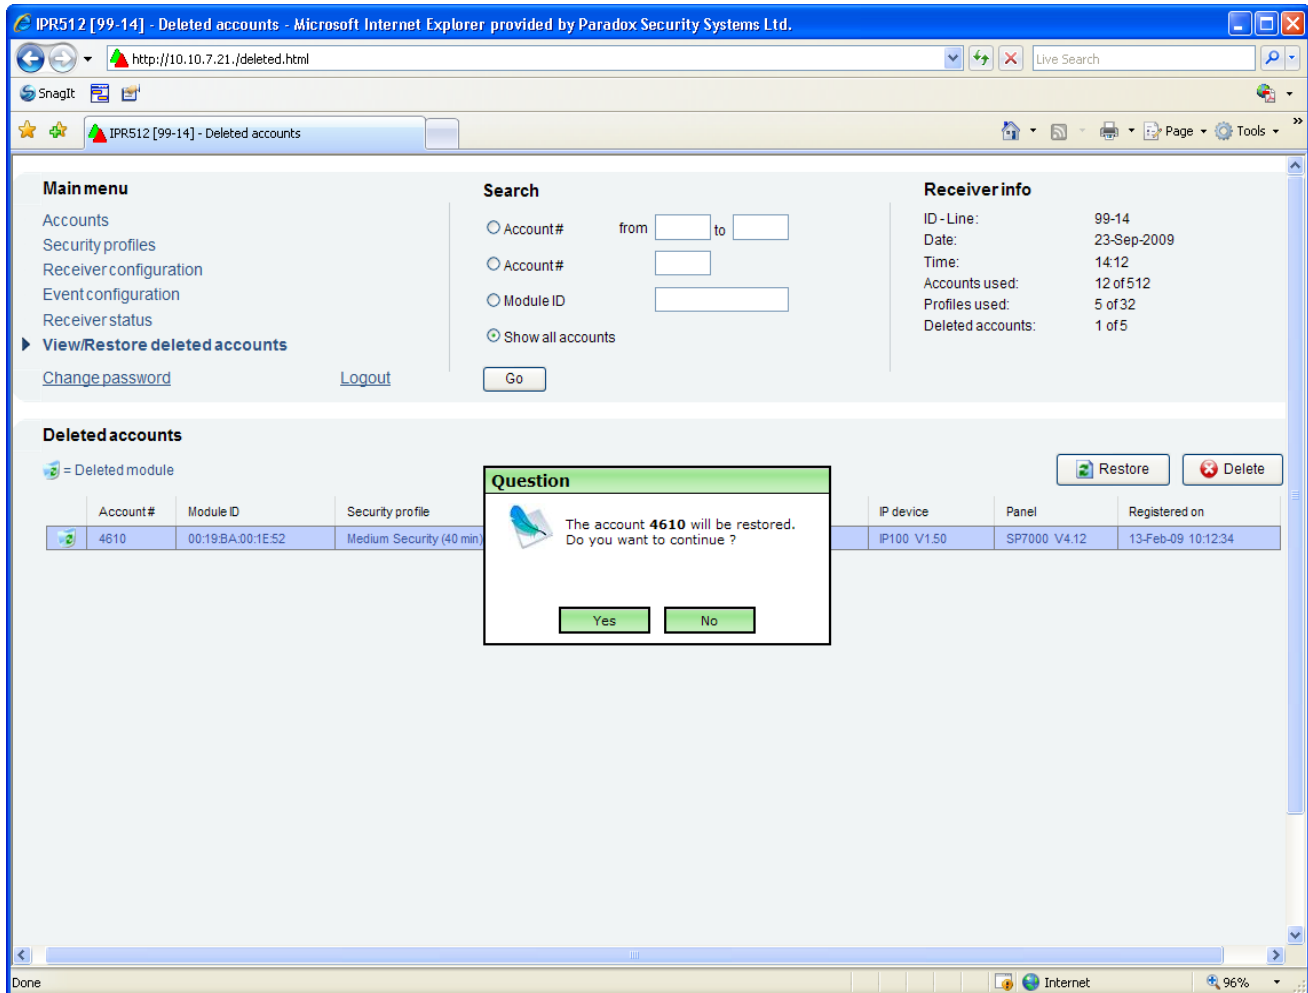 IPR512 [99-14] - Deleted accounts - Microsoft Internet Explorer provided by Paradox Security Systems Ltd.
http://10.10.7.21./deleted.html
Live Search
SnagIt
IPR512 [99-14] - Deleted accounts
Page
Tools
Main menu
Accounts
Security profiles
Receiver configuration
Event configuration
Receiver status
View/Restore deleted accounts
Change password
Logout
Search
Account# from to
Account#
Module ID
Show all accounts
Go
Receiver info
ID - Line: 99-14
Date: 23-Sep-2009
Time: 14:12
Accounts used: 12 of 512
Profiles used: 5 of 32
Deleted accounts: 1 of 5
Deleted accounts
= Deleted module
Restore
Delete
Account# Module ID Security profile IP device Panel Registered on
4610 00:19:BA:00:1E:52 Medium Security (40 min) IP100 V1.50 SP7000 V4.12 13-Feb-09 10:12:34
Question
The account 4610 will be restored.
Do you want to continue ?
Yes
No
Done
Internet
96%